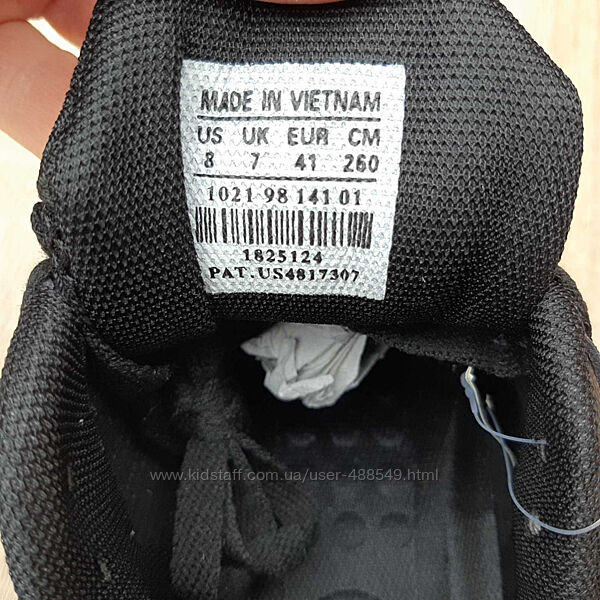 MADE IN VIETNAM
US UK EUR CM
8 7 41 260
1021 98 141 01
1825124
PAT.US4817307
www.kidstaff.com.ua/user-488549.html